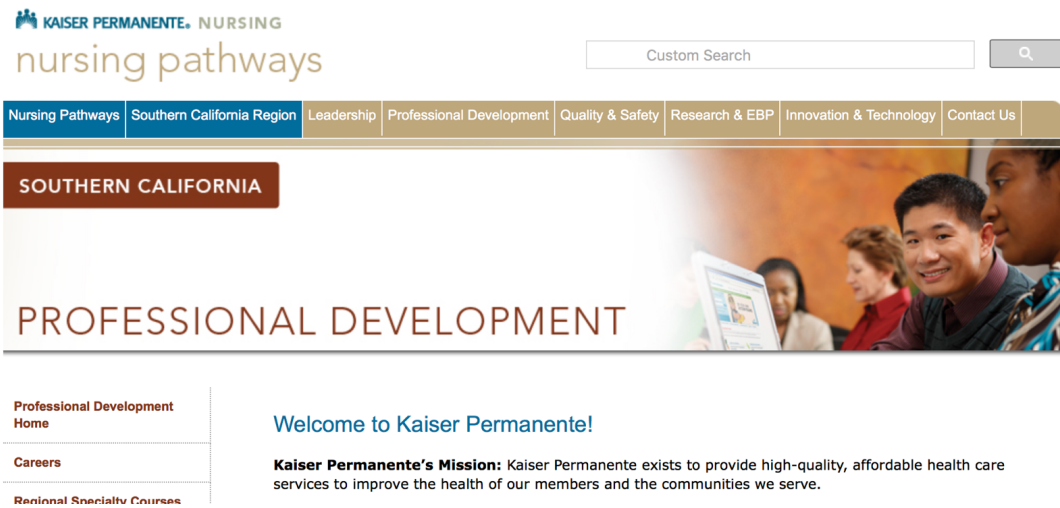 KAISER PERMANENTE® NURSING
nursing pathways
Custom Search
Nursing Pathways
Southern California Region
Leadership
Professional Development
Quality & Safety
Research & EBP
Innovation & Technology
Contact Us
SOUTHERN CALIFORNIA
PROFESSIONAL DEVELOPMENT
Professional Development
Home
Careers
Regional Specialty Courses
Welcome to Kaiser Permanente!
Kaiser Permanente’s Mission: Kaiser Permanente exists to provide high-quality, affordable health care
services to improve the health of our members and the communities we serve.